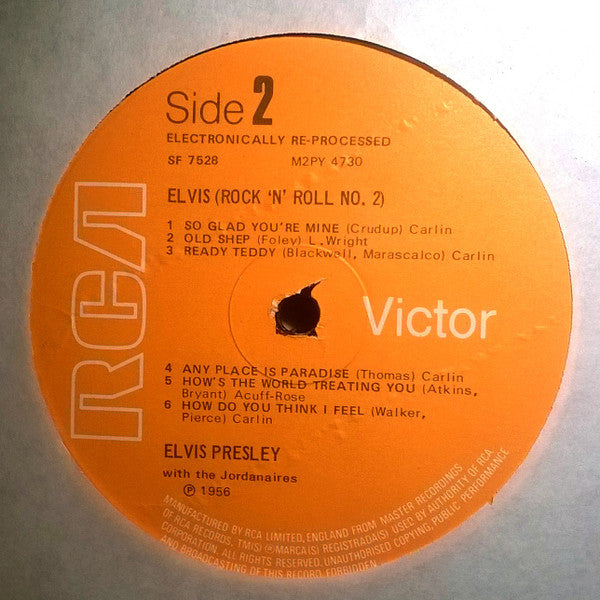 Side 2
ELECTRONICALLY RE-PROCESSED
SF 7528 M2PY 4730
ELVIS (ROCK 'N' ROLL NO. 2)
1 SO GLAD YOU'RE MINE (Crudup) Carlin
2 OLD SHEP (Foley) L. Wright
3 READY TEDDY (Blackwell, Marascalco) Carlin
RCA
Victor
4 ANY PLACE IS PARADISE (Thomas) Carlin
5 HOW'S THE WORLD TREATING YOU (Atkins,
Bryant) Acuff-Rose
6 HOW DO YOU THINK I FEEL (Walker,
Pierce) Carlin
ELVIS PRESLEY
with the Jordanaires
Ⓟ 1956
MANUFACTURED BY RCA LIMITED, ENGLAND FROM MASTER RECORDINGS
OF RCA RECORDS, TM(S) ® MARCA(S) REGISTRADA(S) USED BY AUTHORITY OF RCA
CORPORATION, ALL RIGHTS RESERVED. UNAUTHORISED COPYING, PUBLIC PERFORMANCE
AND BROADCASTING OF THIS RECORD FORBIDDEN